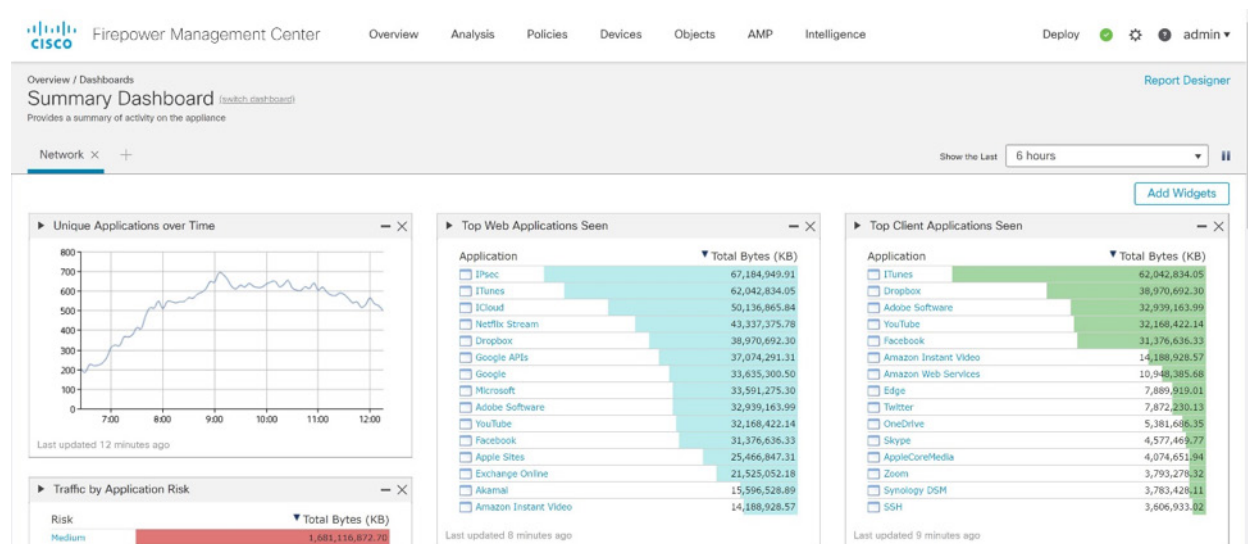 CISCO Firepower Management Center Overview Analysis Policies Devices Objects AMP Intelligence Deploy admin
Overview / Dashboards
Report Designer
Summary Dashboard (switch dashboard)
Provides a summary of activity on the appliance
Network
Show the Last 6 hours
Add Widgets
Unique Applications over Time
800
700
600
500
400
300
200
100
0
7:00 8:00 9:00 10:00 11:00 12:00
Last updated 12 minutes ago
Traffic by Application Risk
Risk Total Bytes (KB)
Medium 1,681,116,872.70
Top Web Applications Seen
Application Total Bytes (KB)
IPsec 67,184,949.91
ITunes 62,042,834.05
ICloud 50,136,865.84
Netflix Stream 43,337,375.78
Dropbox 38,970,692.30
Google APIs 37,074,291.31
Google 33,635,300.50
Microsoft 33,591,275.30
Adobe Software 32,939,163.99
YouTube 32,168,422.14
Facebook 31,376,636.33
Apple Sites 25,466,847.31
Exchange Online 21,525,052.18
Akamai 15,596,528.89
Amazon Instant Video 14,188,928.57
Last updated 8 minutes ago
Top Client Applications Seen
Application Total Bytes (KB)
ITunes 62,042,834.05
Dropbox 38,970,692.30
Adobe Software 32,939,163.99
YouTube 32,168,422.14
Facebook 31,376,636.33
Amazon Instant Video 14,188,928.57
Amazon Web Services 10,948,385.68
Edge 7,889,919.01
Twitter 7,872,230.13
OneDrive 5,381,686.35
Skype 4,577,469.77
AppleCoreMedia 4,074,651.94
Zoom 3,793,278.32
Synology DSM 3,783,428.11
SSH 3,606,933.02
Last updated 9 minutes ago